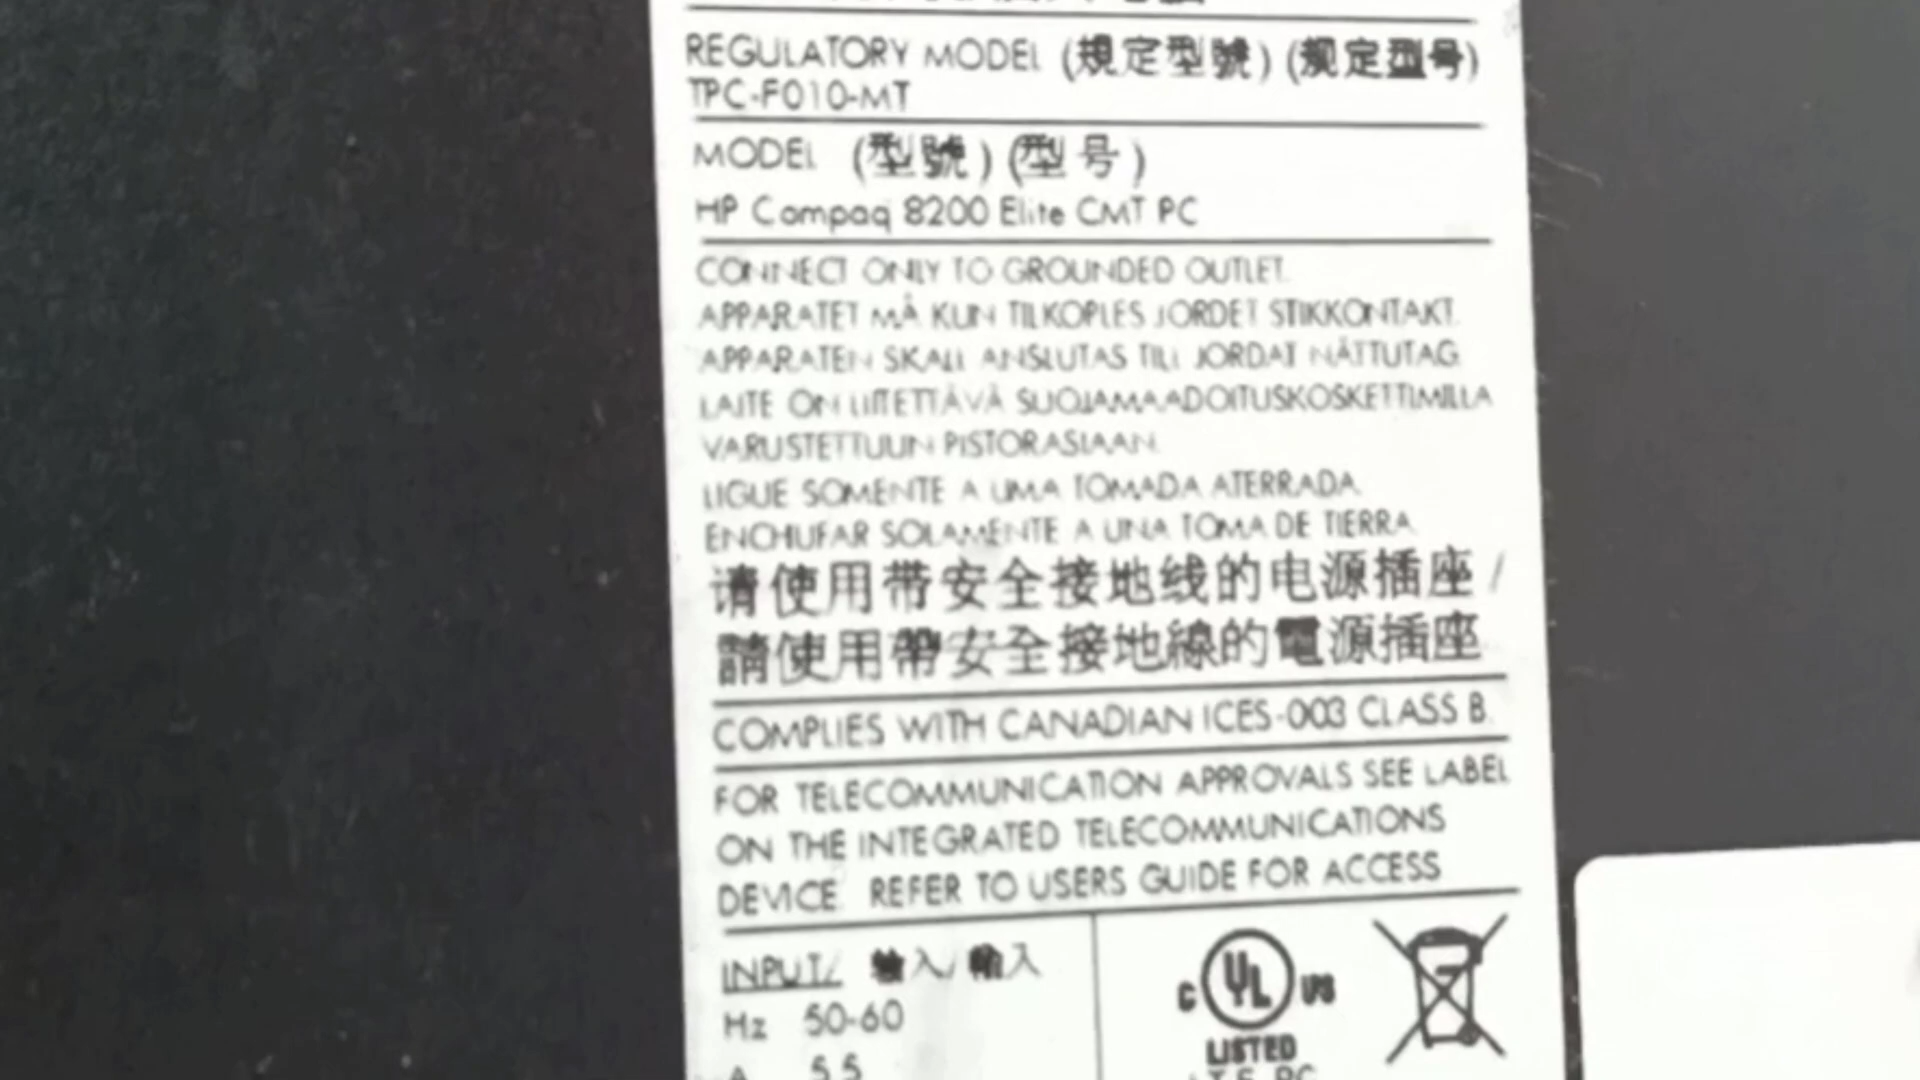 REGULATORY MODEL (規定型號) (规定型号)
TPC-F010-MT
MODEL (型號) (型号)
HP Compaq 8200 Elite CMT PC
CONNECT ONLY TO GROUNDED OUTLET.
APPARATET MÅ KUN TILKOPLES JORDET STIKKONTAKT.
APPARATEN SKALL ANSLUTAS TILL JORDAT NÄTTUTAG.
LAITE ON LIITETTÄVÄ SUOJAMAADOITUSKOSKETTIMILLA
VARUSTETTUUN PISTORASIAAN.
LIGUE SOMENTE A UMA TOMADA ATERRADA.
ENCHUFAR SOLAMENTE A UNA TOMA DE TIERRA.
请使用带安全接地线的电源插座 /
請使用帶安全接地線的電源插座
COMPLIES WITH CANADIAN ICES-003 CLASS B.
FOR TELECOMMUNICATION APPROVALS SEE LABEL
ON THE INTEGRATED TELECOMMUNICATIONS
DEVICE. REFER TO USERS GUIDE FOR ACCESS
INPUT/ 输入/ 輸入
Hz 50-60
A 5.5
C UL US
LISTED
I.T.E. PC